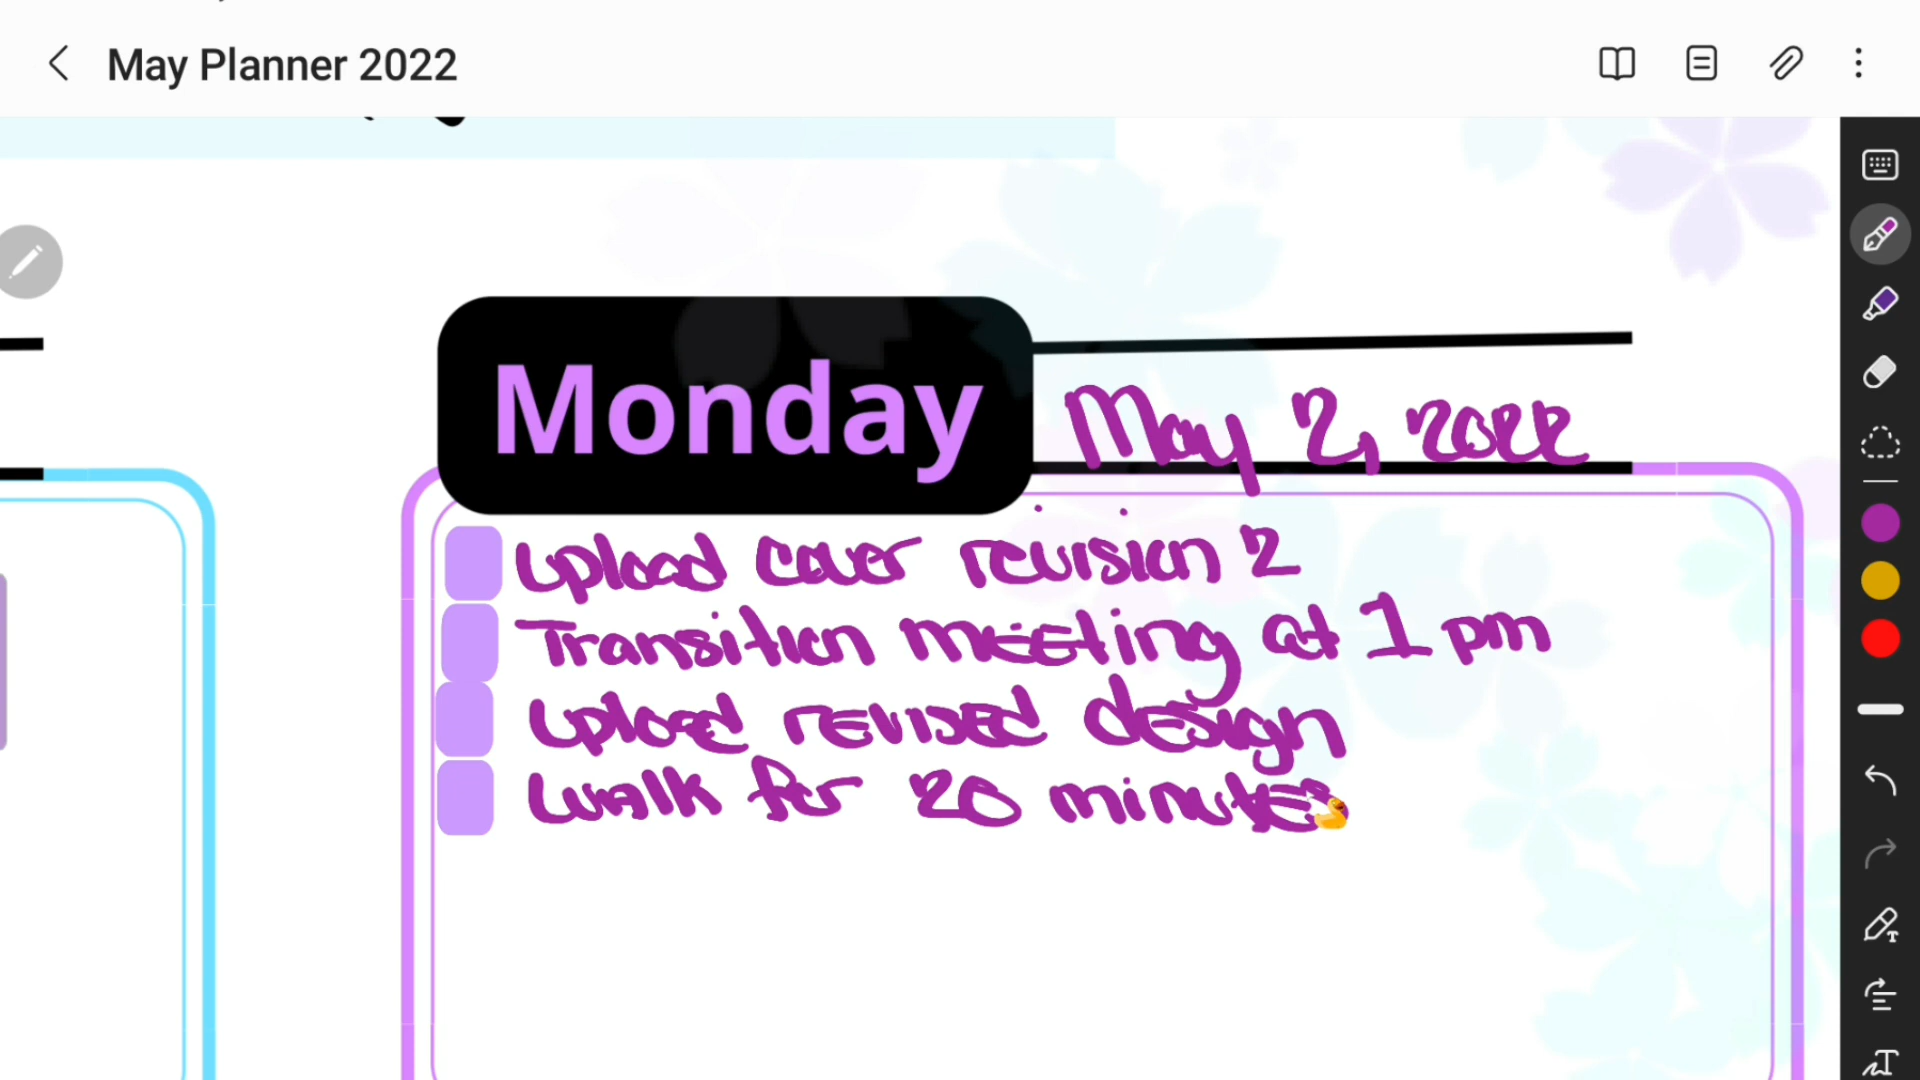 May Planner 2022
Monday May 2, 2022
Upload cover revision 2
Transition meeting at 1 pm
Upload revised design
Walk for 20 minutes